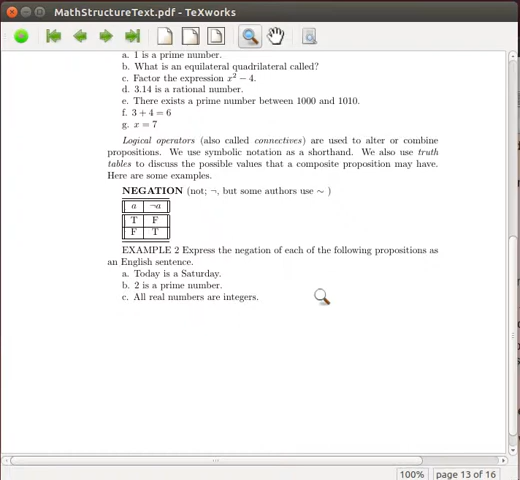 MathStructureText.pdf - TeXworks
a. 1 is a prime number.
b. What is an equilateral quadrilateral called?
c. Factor the expression x² − 4.
d. 3.14 is a rational number.
e. There exists a prime number between 1000 and 1010.
f. 3 + 4 = 6
g. x = 7
Logical operators (also called connectives) are used to alter or combine
propositions. We use symbolic notation as a shorthand. We also use truth
tables to discuss the possible values that a composite proposition may have.
Here are some examples.
NEGATION (not; ¬, but some authors use ∼ )
a ¬a
T F
F T
EXAMPLE 2 Express the negation of each of the following propositions as
an English sentence.
a. Today is a Saturday.
b. 2 is a prime number.
c. All real numbers are integers.
100% page 13 of 16